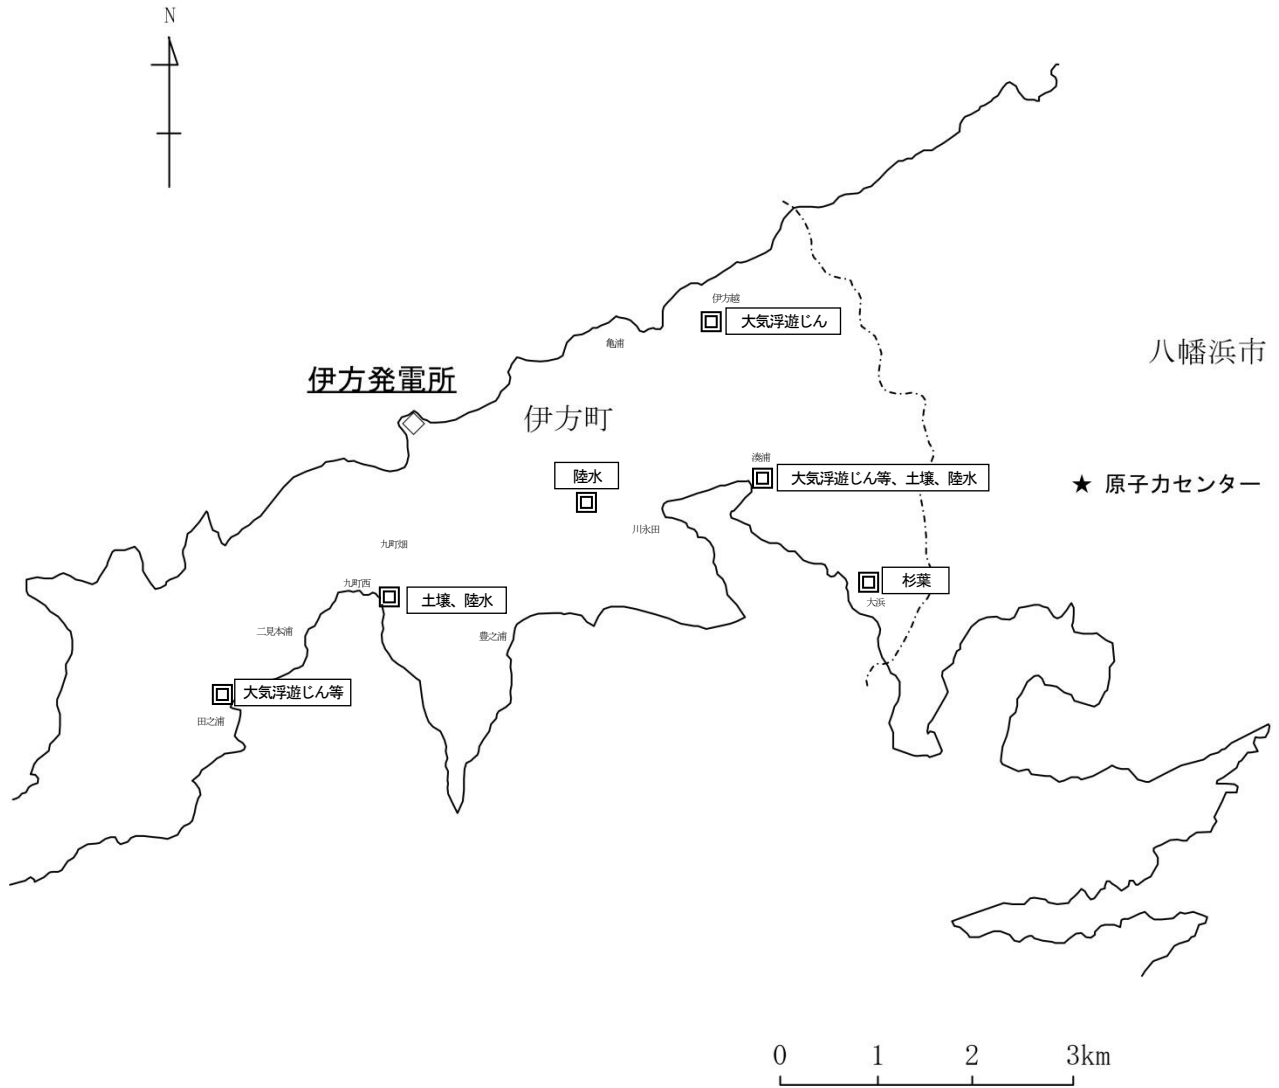 N
伊方越
大気浮遊じん
亀浦
八幡浜市
伊方発電所
伊方町
湊浦
陸水
大気浮遊じん等、土壌、陸水
★ 原子力センター
川永田
九町畑
九町西
土壌、陸水
杉葉
大浜
二見本浦
豊之浦
大気浮遊じん等
田之浦
0 1 2 3km